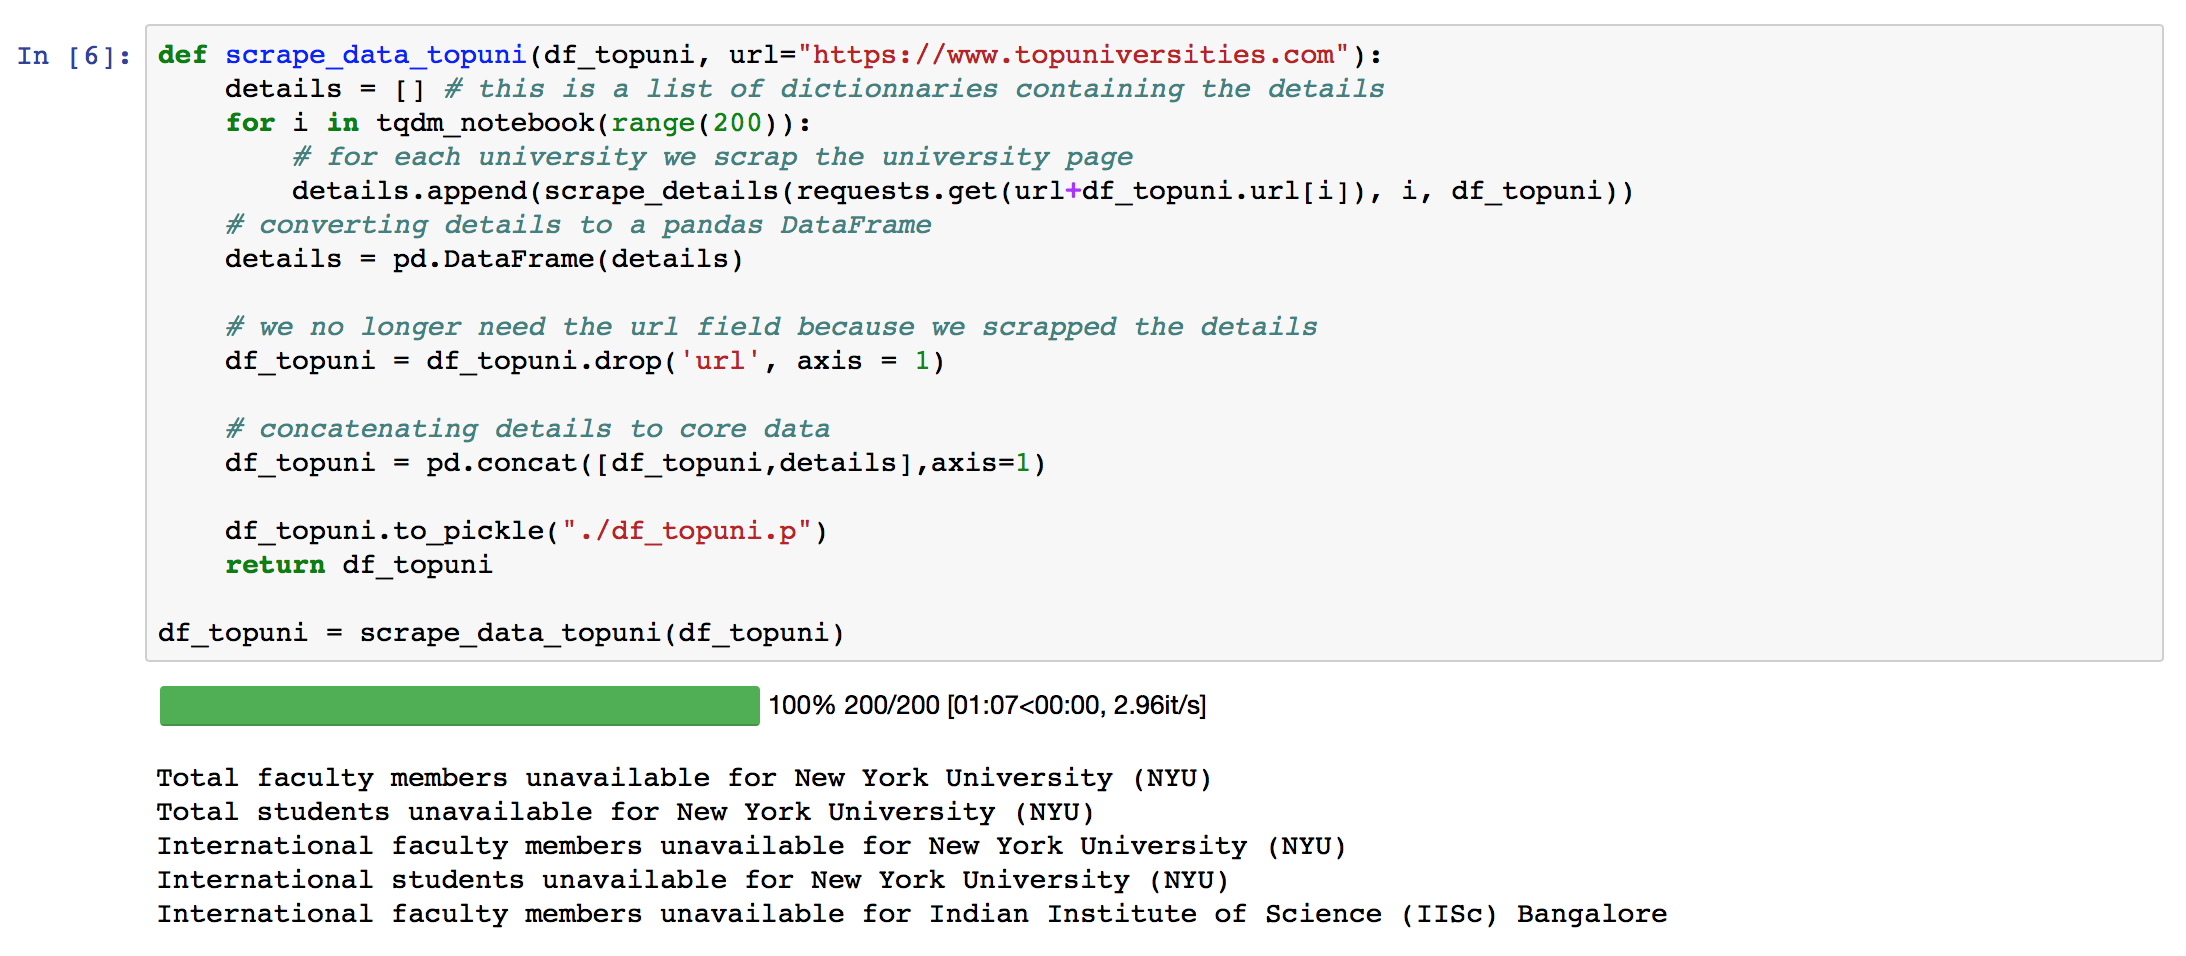 In [6]: def scrape_data_topuni(df_topuni, url="https://www.topuniversities.com"):
    details = [] # this is a list of dictionnaries containing the details
    for i in tqdm_notebook(range(200)):
        # for each university we scrap the university page
        details.append(scrape_details(requests.get(url+df_topuni.url[i]), i, df_topuni))
    # converting details to a pandas DataFrame
    details = pd.DataFrame(details)
    # we no longer need the url field because we scrapped the details
    df_topuni = df_topuni.drop('url', axis = 1)
    # concatenating details to core data
    df_topuni = pd.concat([df_topuni,details],axis=1)
    df_topuni.to_pickle("./df_topuni.p")
    return df_topuni
df_topuni = scrape_data_topuni(df_topuni)
100% 200/200 [01:07<00:00, 2.96it/s]
Total faculty members unavailable for New York University (NYU)
Total students unavailable for New York University (NYU)
International faculty members unavailable for New York University (NYU)
International students unavailable for New York University (NYU)
International faculty members unavailable for Indian Institute of Science (IISc) Bangalore